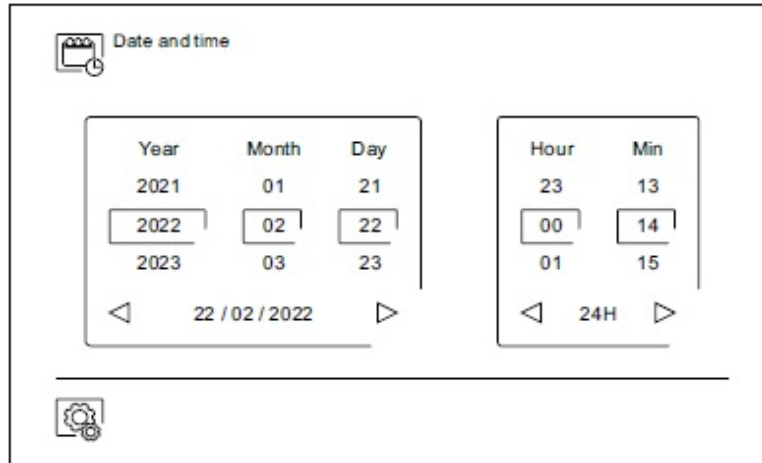 Date and time
Year Month Day
2021 01 21
2022 02 22
2023 03 23
22 / 02 / 2022
Hour Min
23 13
00 14
01 15
24H